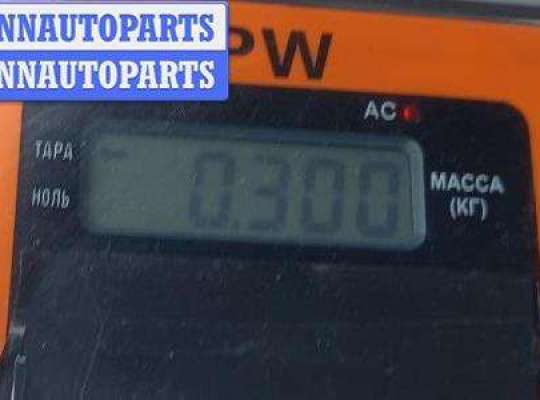 NNAUTOPARTS
NNAUTOPARTS
PW
AC
ТАРА
НОЛЬ
0.300
МАССА
(КГ)